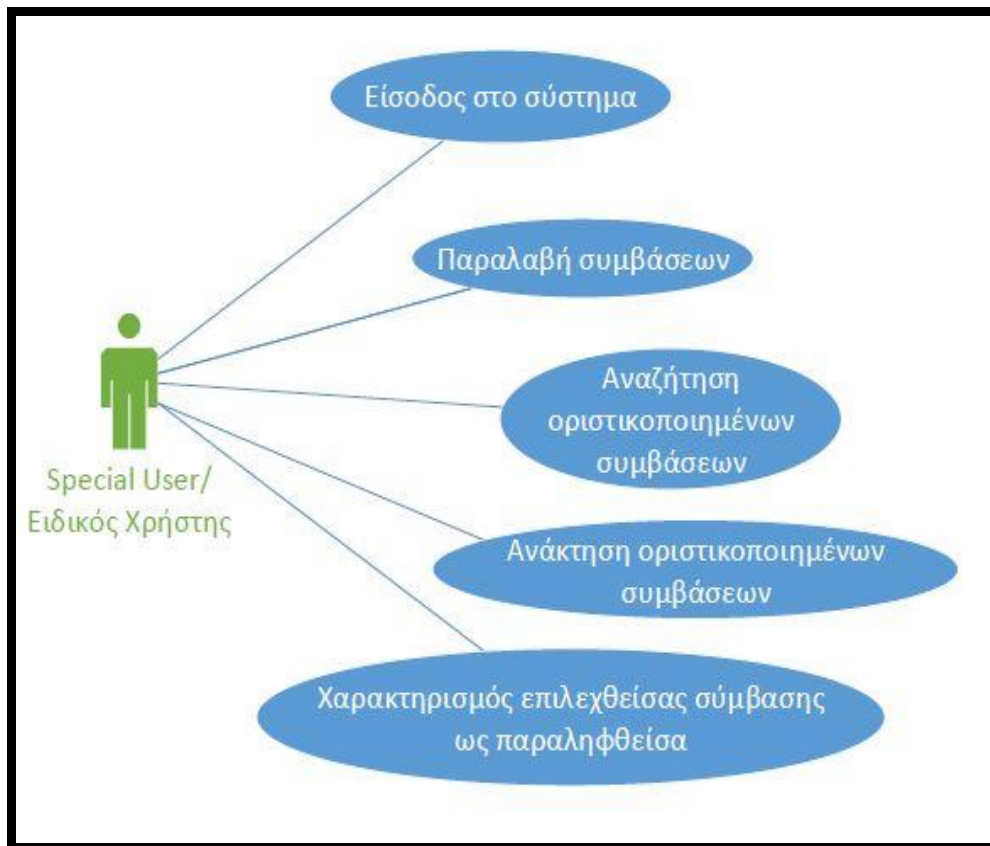 Είσοδος στο σύστημα
Παραλαβή συμβάσεων
Αναζήτηση
οριστικοποιημένων
συμβάσεων
Special User/
Ειδικός Χρήστης
Ανάκτηση οριστικοποιημένων
συμβάσεων
Χαρακτηρισμός επιλεχθείσας σύμβασης
ως παραληφθείσα